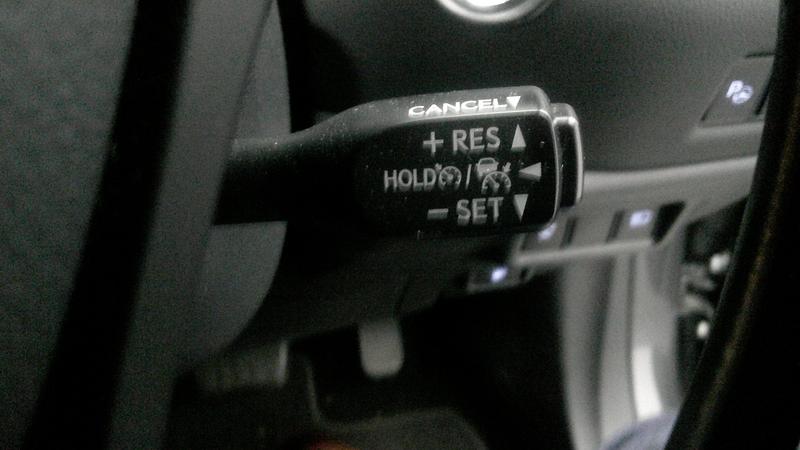 CANCEL▼
+ RES ▲
HOLD / ◀
− SET ▼
P